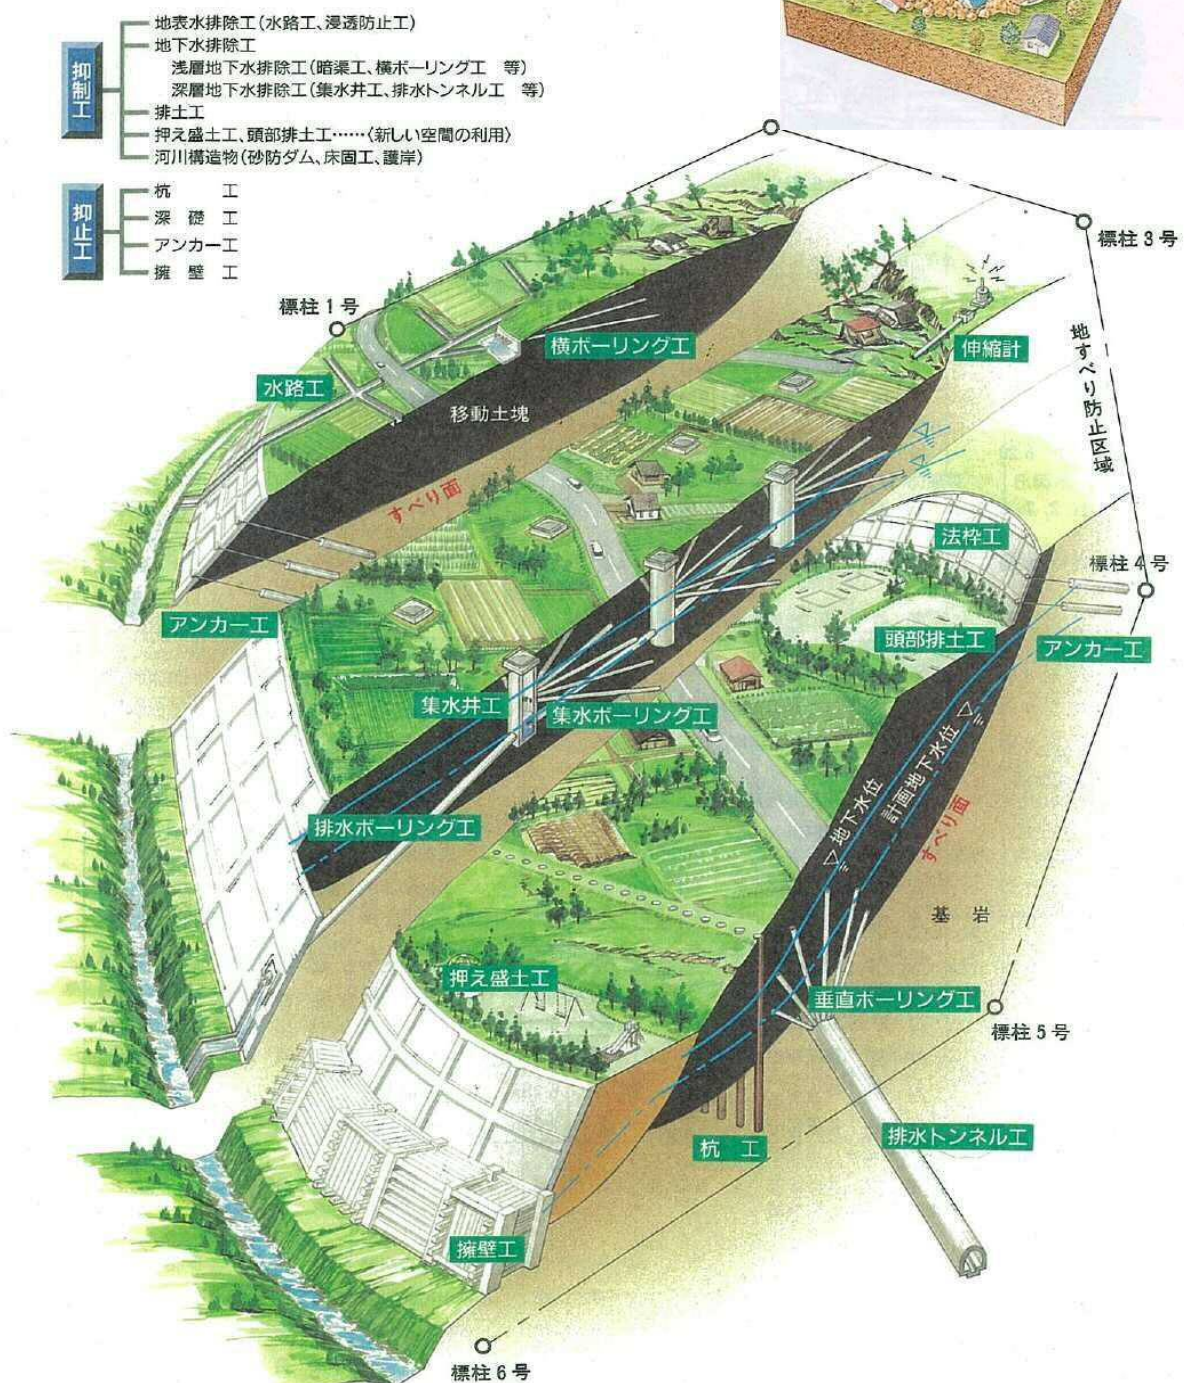 抑制工
地表水排除工(水路工、浸透防止工)
地下水排除工
浅層地下水排除工(暗渠工、横ボーリング工 等)
深層地下水排除工(集水井工、排水トンネル工 等)
排土工
押え盛土工、頭部排土工……〈新しい空間の利用〉
河川構造物(砂防ダム、床固工、護岸)
抑止工
杭 工
深 礎 工
アンカー工
擁 壁 工
標柱3号
標柱1号
横ボーリング工
伸縮計
水路工
移動土塊
地すべり防止区域
すべり面
法枠工
標柱4号
アンカー工
頭部排土工
アンカー工
集水井工
集水ボーリング工
排水ボーリング工
地下水位
計画地下水位
すべり面
基 岩
押え盛土工
垂直ボーリング工
標柱5号
杭 工
排水トンネル工
擁壁工
標柱6号